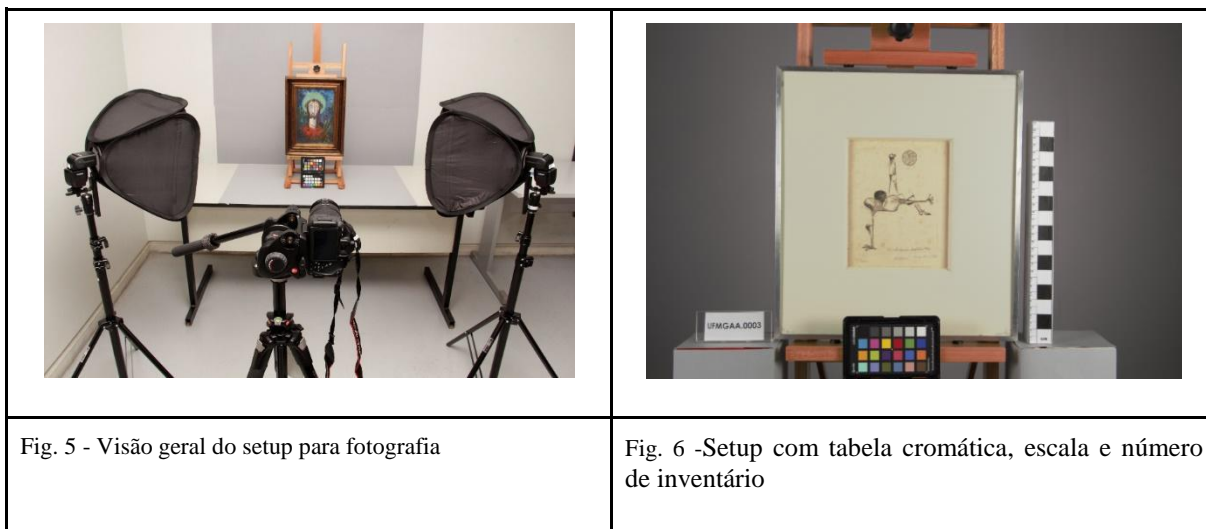 UFMGAA.0003
Fig. 5 - Visão geral do setup para fotografia
Fig. 6 -Setup com tabela cromática, escala e número
de inventário